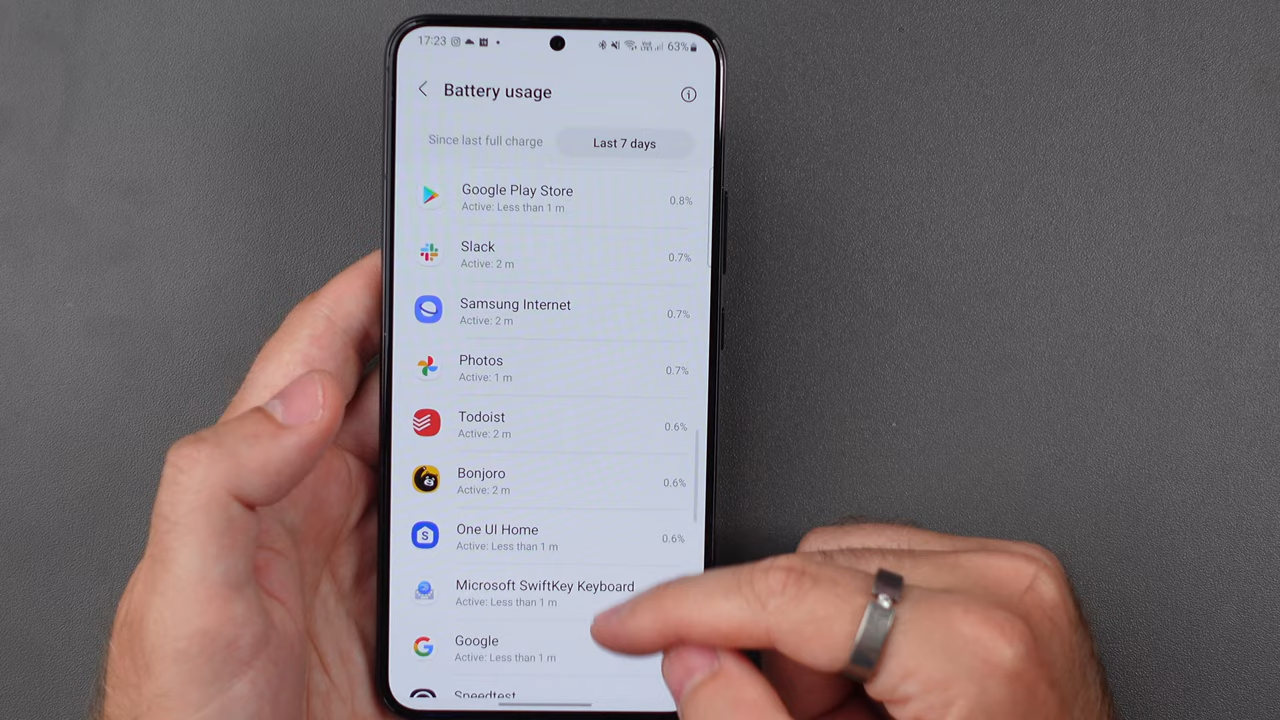 17:23 63%
Battery usage
Since last full charge Last 7 days
Google Play Store
Active: Less than 1 m 0.8%
Slack
Active: 2 m 0.7%
Samsung Internet
Active: 2 m 0.7%
Photos
Active: 1 m 0.7%
Todoist
Active: 2 m 0.6%
Bonjoro
Active: 2 m 0.6%
One UI Home
Active: Less than 1 m 0.6%
Microsoft SwiftKey Keyboard
Active: Less than 1 m
Google
Active: Less than 1 m
Speedtest